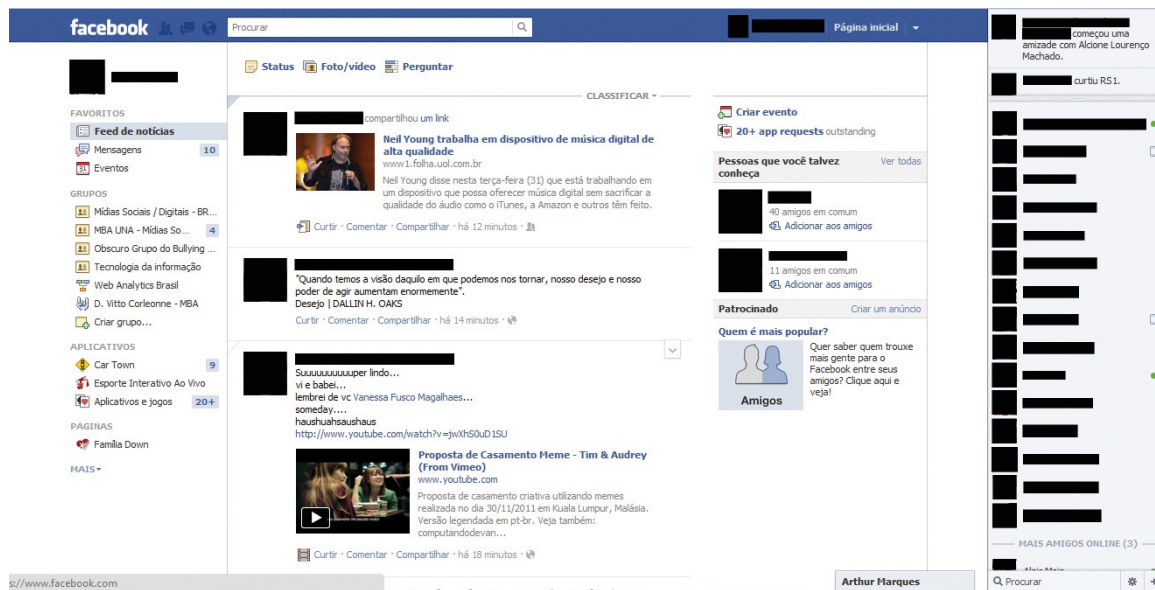 facebook
Procurar
Página inicial
FAVORITOS
Feed de notícias
Mensagens 10
Eventos
GRUPOS
Mídias Sociais / Digitais - BR...
MBA UNA - Mídias So... 4
Obscuro Grupo do Bullying ...
Tecnologia da informação
Web Analytics Brasil
D. Vitto Corleonne - MBA
Criar grupo...
APLICATIVOS
Car Town 9
Esporte Interativo Ao Vivo
Aplicativos e jogos 20+
PÁGINAS
Família Down
MAIS
s://www.facebook.com
Status Foto/vídeo Perguntar
CLASSIFICAR
compartilhou um link
Neil Young trabalha em dispositivo de música digital de
alta qualidade
www1.folha.uol.com.br
Neil Young disse nesta terça-feira (31) que está trabalhando em
um dispositivo que possa oferecer música digital sem sacrificar a
qualidade do áudio como o iTunes, a Amazon e outros têm feito.
Curtir · Comentar · Compartilhar · há 12 minutos ·
"Quando temos a visão daquilo em que podemos nos tornar, nosso desejo e nosso
poder de agir aumentam enormemente".
Desejo | DALLIN H. OAKS
Curtir · Comentar · Compartilhar · há 14 minutos ·
Suuuuuuuuuuper lindo...
vi e babei...
lembrei de vc Vanessa Fusco Magalhaes...
someday....
haushuahsaushaus
http://www.youtube.com/watch?v=jwXhS0uD1SU
Proposta de Casamento Meme - Tim & Audrey
(From Vimeo)
www.youtube.com
Proposta de casamento criativa utilizando memes
realizada no dia 30/11/2011 em Kuala Lumpur, Malásia.
Versão legendada em pt-br. Veja também:
computandodevan...
Curtir · Comentar · Compartilhar · há 18 minutos ·
Criar evento
20+ app requests outstanding
Pessoas que você talvez
conheça
Ver todas
40 amigos em comum
Adicionar aos amigos
11 amigos em comum
Adicionar aos amigos
Patrocinado Criar um anúncio
Quem é mais popular?
Quer saber quem trouxe
mais gente para o
Facebook entre seus
amigos? Clique aqui e
veja!
Amigos
Arthur Marques
começou uma
amizade com Alcione Lourenço
Machado.
curtiu RS1.
MAIS AMIGOS ONLINE (3)
Procurar